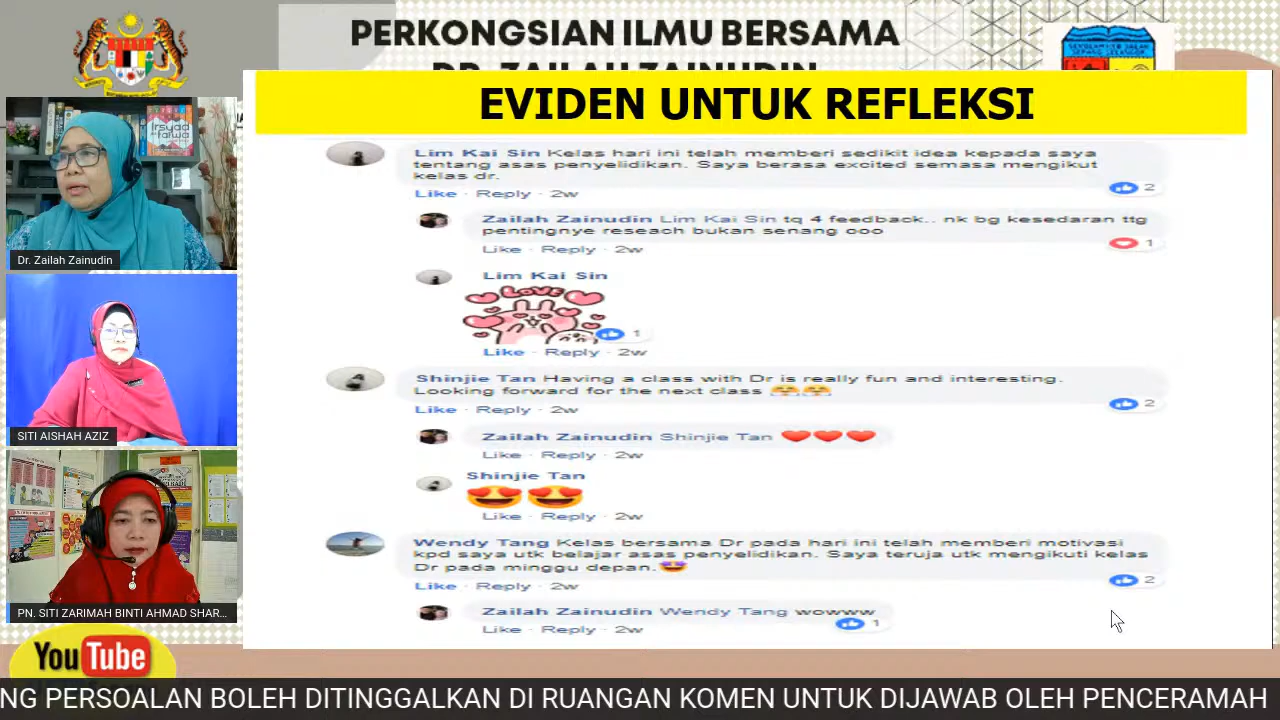 PERKONGSIAN ILMU BERSAMA
DR. ZAILAH ZAINUDIN
EVIDEN UNTUK REFLEKSI
Lim Kai Sin Kelas hari ini telah memberi sedikit idea kepada saya
tentang asas penyelidikan. Saya berasa excited semasa mengikut
kelas dr.
Like · Reply · 2w
2
Zailah Zainudin Lim Kai Sin tq 4 feedback.. nk bg kesedaran ttg
pentingnye reseach bukan senang ooo
Like · Reply · 2w
1
Lim Kai Sin
LOVE
1
Like · Reply · 2w
Shinjie Tan Having a class with Dr is really fun and interesting.
Looking forward for the next class
Like · Reply · 2w
2
Zailah Zainudin Shinjie Tan
Like · Reply · 2w
Shinjie Tan
Like · Reply · 2w
Wendy Tang Kelas bersama Dr pada hari ini telah memberi motivasi
kpd saya utk belajar asas penyelidikan. Saya teruja utk mengikuti kelas
Dr pada minggu depan.
Like · Reply · 2w
2
Zailah Zainudin Wendy Tang wowww
1
Like · Reply · 2w
Irsyad
fatwa
Dr. Zailah Zainudin
SITI AISHAH AZIZ
PN. SITI ZARIMAH BINTI AHMAD SHAR...
YouTube
NG PERSOALAN BOLEH DITINGGALKAN DI RUANGAN KOMEN UNTUK DIJAWAB OLEH PENCERAMAH